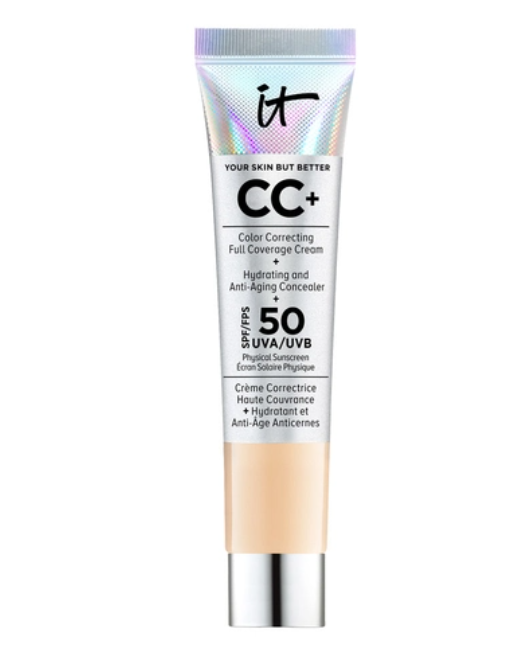 it
YOUR SKIN BUT BETTER
CC+
Color Correcting
Full Coverage Cream
+
Hydrating and
Anti-Aging Concealer
+
SPF/FPS
50
UVA/UVB
Physical Sunscreen
Écran Solaire Physique
Crème Correctrice
Haute Couvrance
+ Hydratant et
Anti-Âge Anticernes